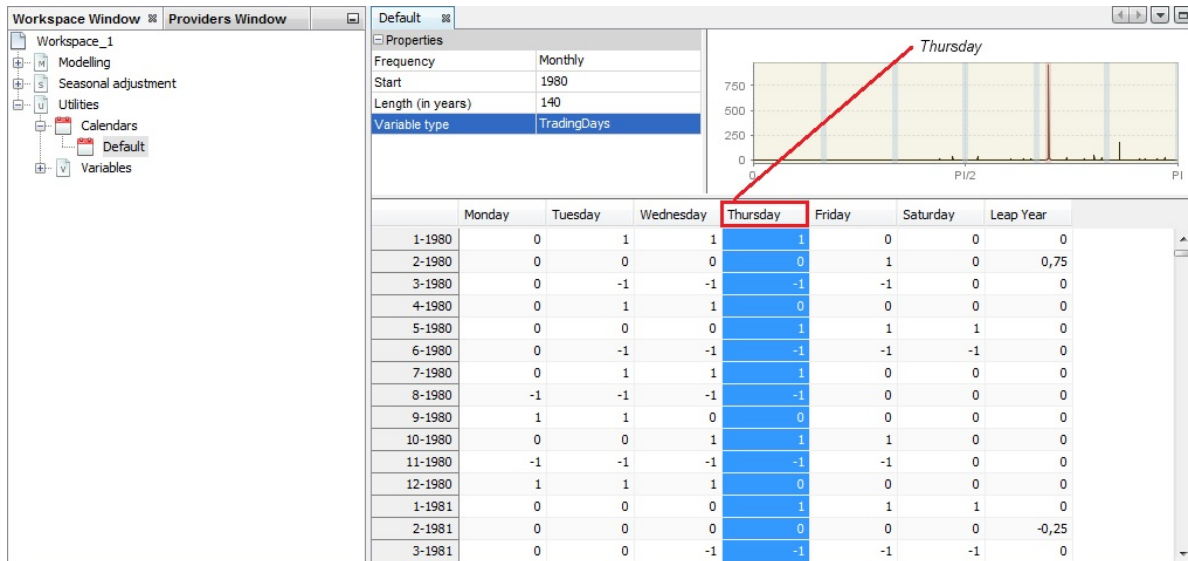 Workspace Window Providers Window
Workspace_1
M Modelling
S Seasonal adjustment
U Utilities
Calendars
Default
V Variables
Default
Properties
Frequency Monthly
Start 1980
Length (in years) 140
Variable type TradingDays
Thursday
750
500
250
0
0 PI/2 PI
Monday Tuesday Wednesday Thursday Friday Saturday Leap Year
1-1980 0 1 1 1 0 0 0
2-1980 0 0 0 0 1 0 0,75
3-1980 0 -1 -1 -1 -1 0 0
4-1980 0 1 1 0 0 0 0
5-1980 0 0 0 1 1 1 0
6-1980 0 -1 -1 -1 -1 -1 0
7-1980 0 1 1 1 0 0 0
8-1980 -1 -1 -1 -1 0 0 0
9-1980 1 1 0 0 0 0 0
10-1980 0 0 1 1 1 0 0
11-1980 -1 -1 -1 -1 -1 0 0
12-1980 1 1 1 0 0 0 0
1-1981 0 0 0 1 1 1 0
2-1981 0 0 0 0 0 0 -0,25
3-1981 0 0 -1 -1 -1 -1 0